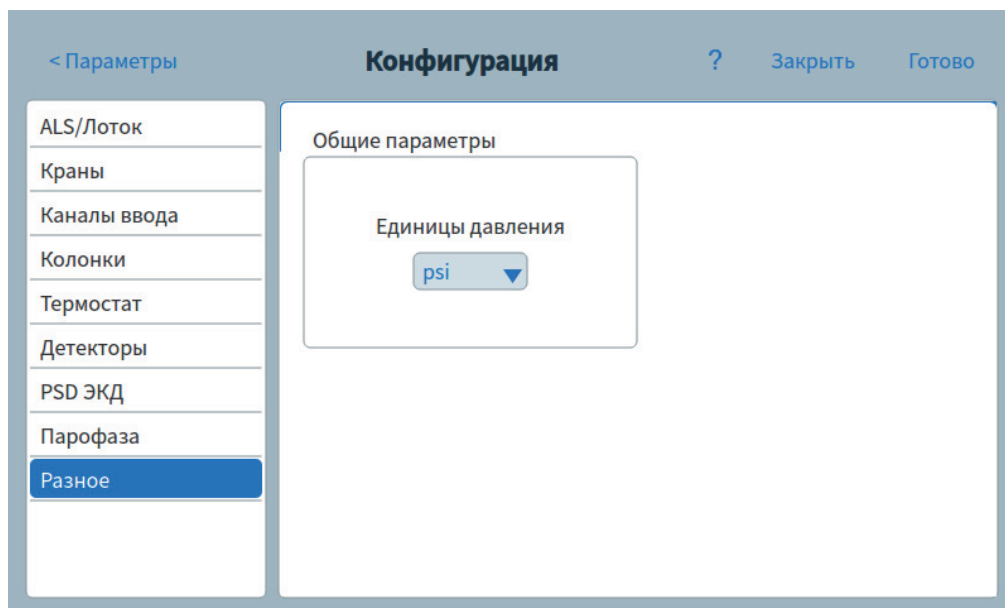 < Параметры
Конфигурация
?
Закрыть
Готово
ALS/Лоток
Краны
Каналы ввода
Колонки
Термостат
Детекторы
PSD ЭКД
Парофаза
Разное
Общие параметры
Единицы давления
psi